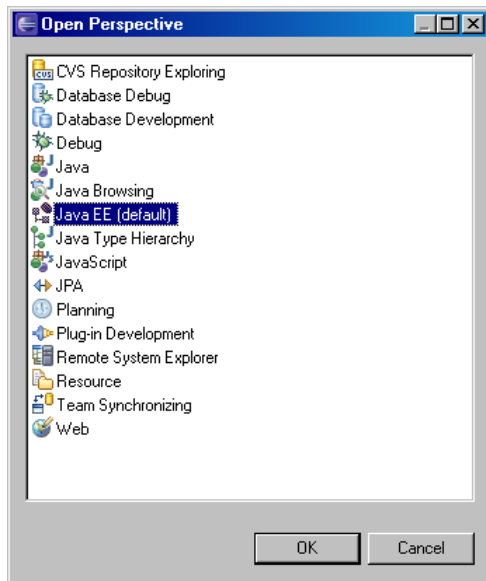 Open Perspective
CVS Repository Exploring
Database Debug
Database Development
Debug
Java
Java Browsing
Java EE (default)
Java Type Hierarchy
JavaScript
JPA
Planning
Plug-in Development
Remote System Explorer
Resource
Team Synchronizing
Web
OK Cancel